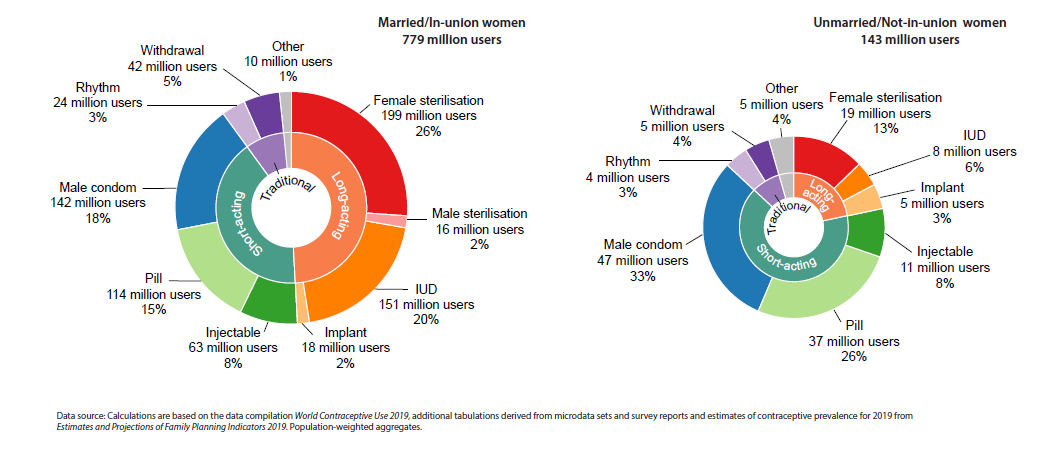 Married/In-union women
779 million users
Other
10 million users
1%
Withdrawal
42 million users
5%
Rhythm
24 million users
3%
Female sterilisation
199 million users
26%
Male condom
142 million users
18%
Male sterilisation
16 million users
2%
Pill
114 million users
15%
IUD
151 million users
20%
Injectable
63 million users
8%
Implant
18 million users
2%
Traditional
Long-acting
Short-acting
Unmarried/Not-in-union women
143 million users
Other
5 million users
4%
Female sterilisation
19 million users
13%
Withdrawal
5 million users
4%
IUD
8 million users
6%
Rhythm
4 million users
3%
Implant
5 million users
3%
Male condom
47 million users
33%
Injectable
11 million users
8%
Pill
37 million users
26%
Long-
acting
Traditional
Short-acting
Data source: Calculations are based on the data compilation World Contraceptive Use 2019, additional tabulations derived from microdata sets and survey reports and estimates of contraceptive prevalence for 2019 from
Estimates and Projections of Family Planning Indicators 2019. Population-weighted aggregates.